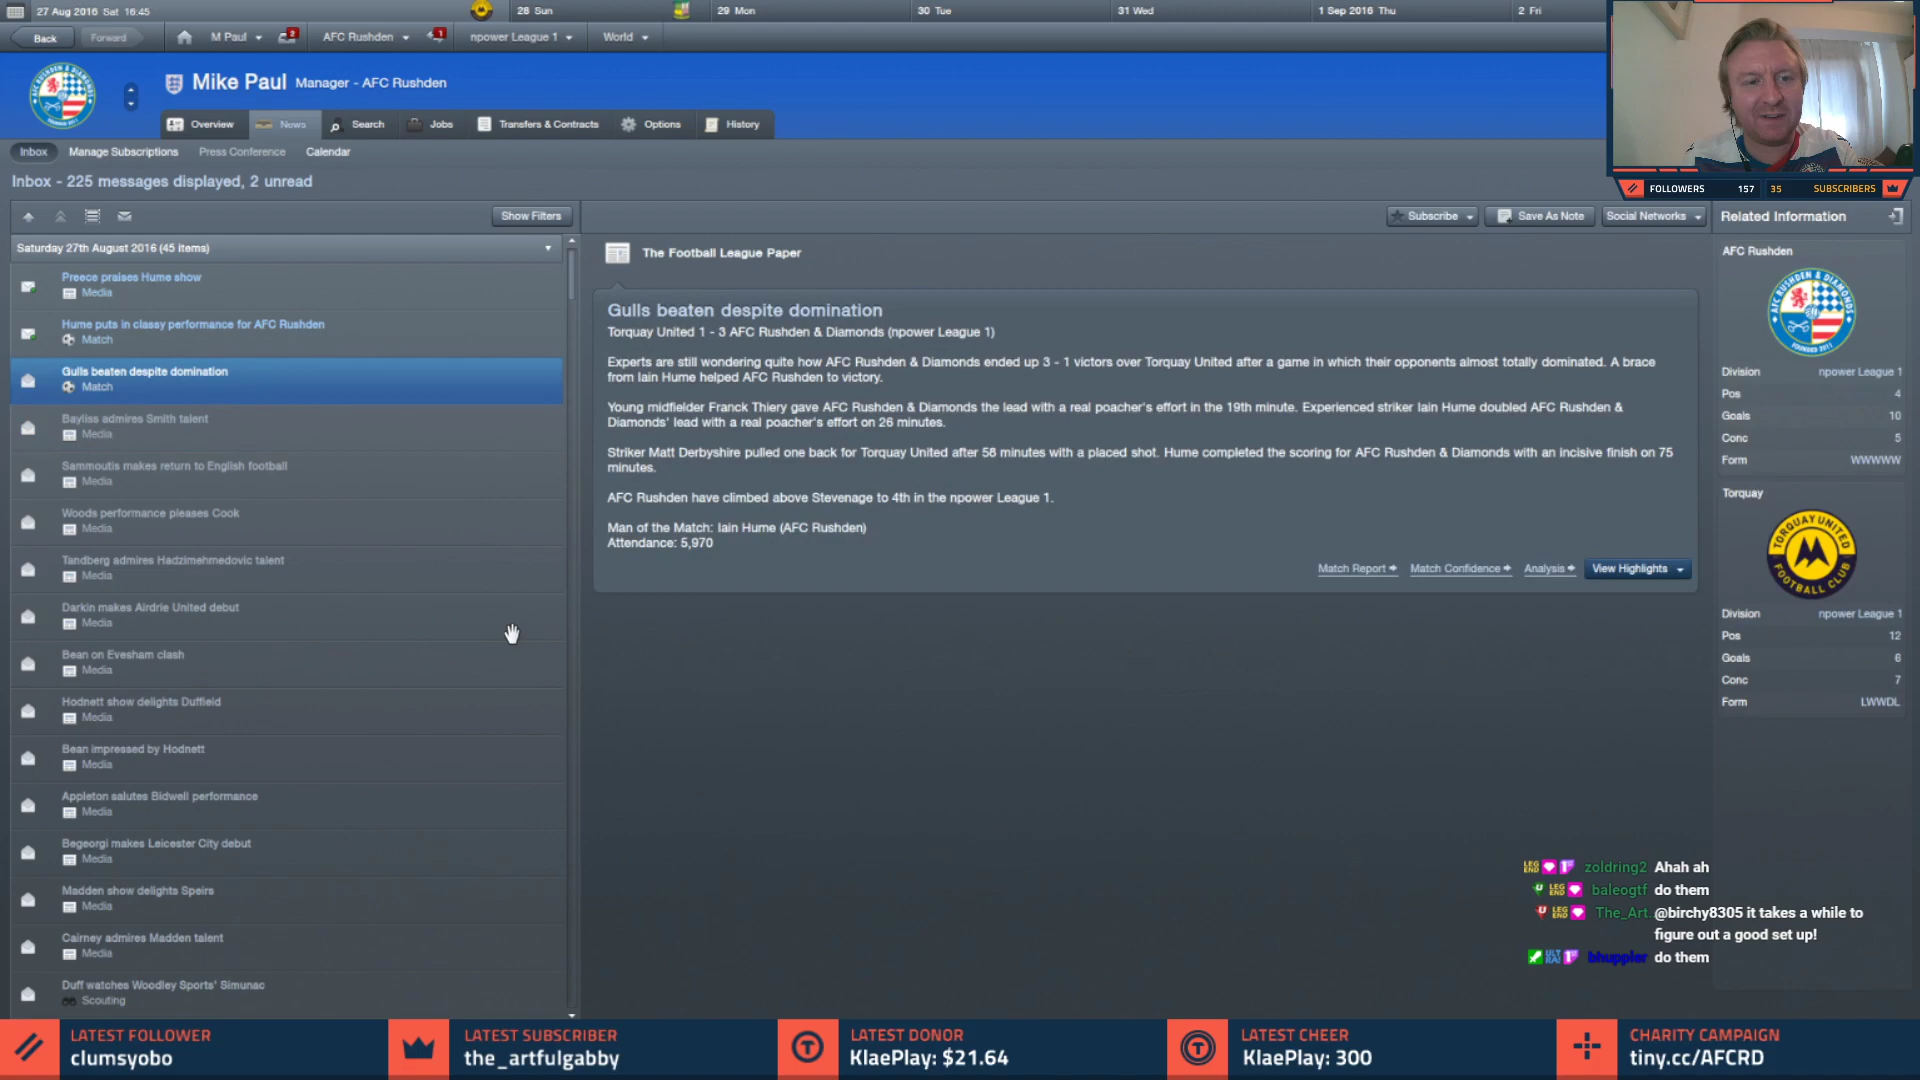 27 Aug 2016 Sat 16:45
28 Sun
29 Mon
30 Tue
31 Wed
1 Sep 2016 Thu
2 Fri
Back
Forward
M Paul
2
AFC Rushden
1
npower League 1
World
Mike Paul Manager - AFC Rushden
Overview
News
Search
Jobs
Transfers & Contracts
Options
History
Inbox
Manage Subscriptions
Press Conference
Calendar
Inbox - 225 messages displayed, 2 unread
FOLLOWERS 157
35 SUBSCRIBERS
Show Filters
Saturday 27th August 2016 (45 items)
Preece praises Hume show
Media
Hume puts in classy performance for AFC Rushden
Match
Gulls beaten despite domination
Match
Bayliss admires Smith talent
Media
Sammoutis makes return to English football
Media
Woods performance pleases Cook
Media
Tandberg admires Hadzimehmedovic talent
Media
Darkin makes Airdrie United debut
Media
Bean on Evesham clash
Media
Hodnett show delights Duffield
Media
Bean impressed by Hodnett
Media
Appleton salutes Bidwell performance
Media
Begeorgi makes Leicester City debut
Media
Madden show delights Speirs
Media
Cairney admires Madden talent
Media
Duff watches Woodley Sports' Simunac
Scouting
Subscribe
Save As Note
Social Networks
The Football League Paper
Gulls beaten despite domination
Torquay United 1 - 3 AFC Rushden & Diamonds (npower League 1)
Experts are still wondering quite how AFC Rushden & Diamonds ended up 3 - 1 victors over Torquay United after a game in which their opponents almost totally dominated. A brace
from Iain Hume helped AFC Rushden to victory.
Young midfielder Franck Thiery gave AFC Rushden & Diamonds the lead with a real poacher's effort in the 19th minute. Experienced striker Iain Hume doubled AFC Rushden &
Diamonds' lead with a real poacher's effort on 26 minutes.
Striker Matt Derbyshire pulled one back for Torquay United after 58 minutes with a placed shot. Hume completed the scoring for AFC Rushden & Diamonds with an incisive finish on 75
minutes.
AFC Rushden have climbed above Stevenage to 4th in the npower League 1.
Man of the Match: Iain Hume (AFC Rushden)
Attendance: 5,970
Match Report
Match Confidence
Analysis
View Highlights
Related Information
AFC Rushden
AFC RUSHDEN & DIAMONDS
FOUNDED 2011
Division npower League 1
Pos 4
Goals 10
Conc 5
Form WWWWW
Torquay
TORQUAY UNITED
FOOTBALL CLUB
Division npower League 1
Pos 12
Goals 6
Conc 7
Form LWWDL
zoldring2 Ahah ah
baleogtf do them
The_Art. @birchy8305 it takes a while to
figure out a good set up!
bhuppler do them
LATEST FOLLOWER
clumsyobo
LATEST SUBSCRIBER
the_artfulgabby
LATEST DONOR
KlaePlay: $21.64
LATEST CHEER
KlaePlay: 300
CHARITY CAMPAIGN
tiny.cc/AFCRD